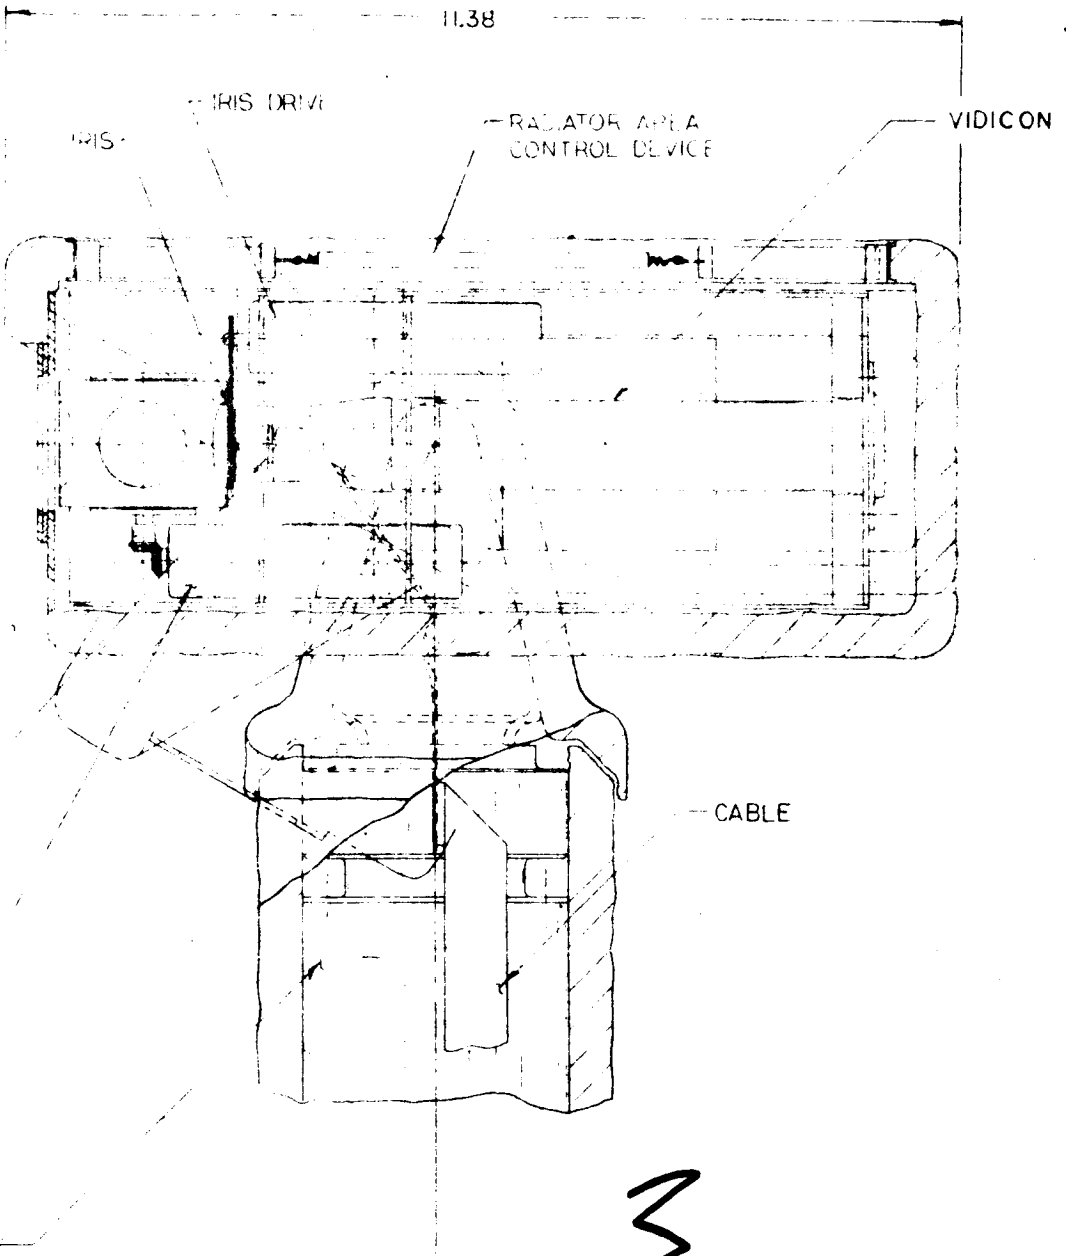 11.38
IRIS DRIVE
IRIS
RADIATOR AREA
CONTROL DEVICE
VIDICON
CABLE
3